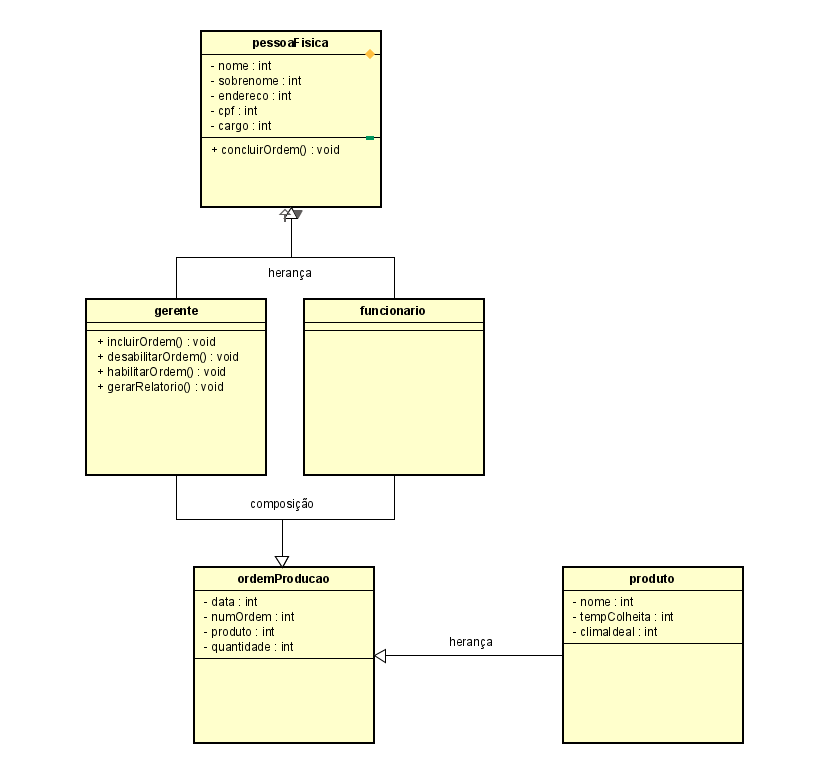 pessoaFisica
- nome : int
- sobrenome : int
- endereco : int
- cpf : int
- cargo : int
+ concluirOrdem() : void
herança
gerente
+ incluirOrdem() : void
+ desabilitarOrdem() : void
+ habilitarOrdem() : void
+ gerarRelatorio() : void
funcionario
composição
ordemProducao
- data : int
- numOrdem : int
- produto : int
- quantidade : int
herança
produto
- nome : int
- tempColheita : int
- climaIdeal : int